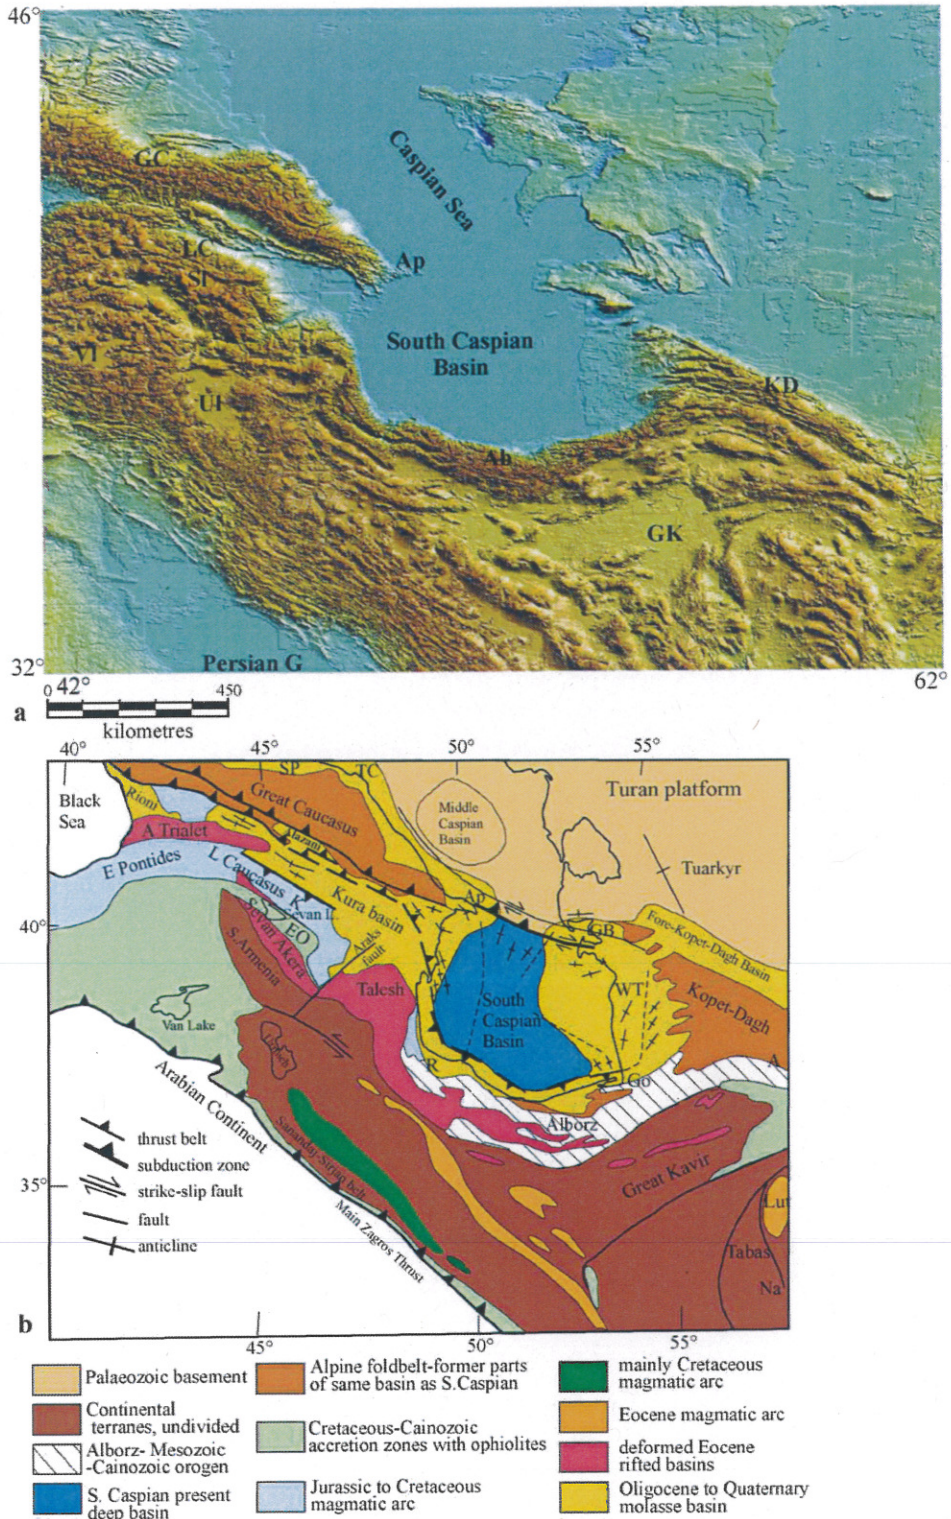 46°
GC
Caspian Sea
LC
SI
Ap
VI
UI
South Caspian
Basin
KD
Ab
GK
Persian G
32°
42°
62°
0
450
kilometres
a
40°
45°
50°
55°
Black
Sea
Rioni
SP
TC
Great Caucasus
Middle
Caspian
Basin
Turan platform
A Trialet
Alazani
Tuarkyr
E Pontides
L Caucasus
K
Kura basin
Ap
40°
Sevan L.
EO
Sevan Akera
S.Armenia
Araks
fault
GB
Fore-Kopet-Dagh Basin
Talesh
WT
Kopet-Dagh
South
Caspian
Basin
Van Lake
R
Go
A
Arabian Continent
Alborz
thrust belt
subduction zone
strike-slip fault
fault
anticline
35°
Sanandaj-Sirjan belt
Main Zagros Thrust
Great Kavir
Lut
Tabas
Na
b
45°
50°
55°
Palaeozoic basement
Continental
terranes, undivided
Alborz- Mesozoic
-Cainozoic orogen
S. Caspian present
deep basin
Alpine foldbelt-former parts
of same basin as S.Caspian
Cretaceous-Cainozoic
accretion zones with ophiolites
Jurassic to Cretaceous
magmatic arc
mainly Cretaceous
magmatic arc
Eocene magmatic arc
deformed Eocene
rifted basins
Oligocene to Quaternary
molasse basin